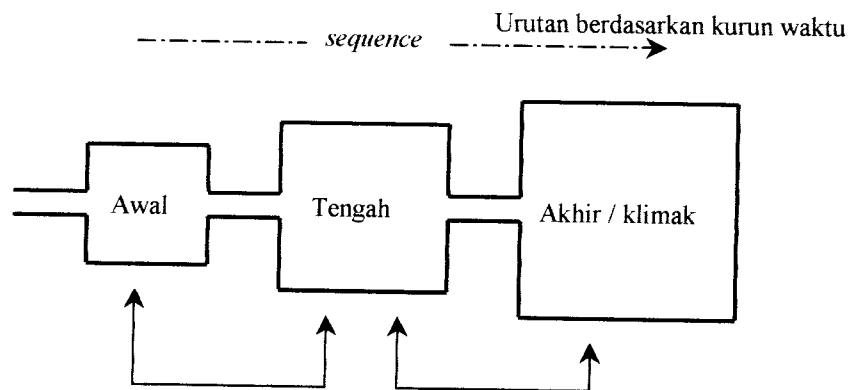 Urutan berdasarkan kurun waktu
sequence
Awal
Tengah
Akhir / klimak